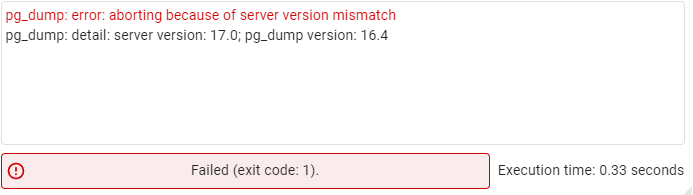 pg_dump: error: aborting because of server version mismatch
pg_dump: detail: server version: 17.0; pg_dump version: 16.4
Failed (exit code: 1).
Execution time: 0.33 seconds